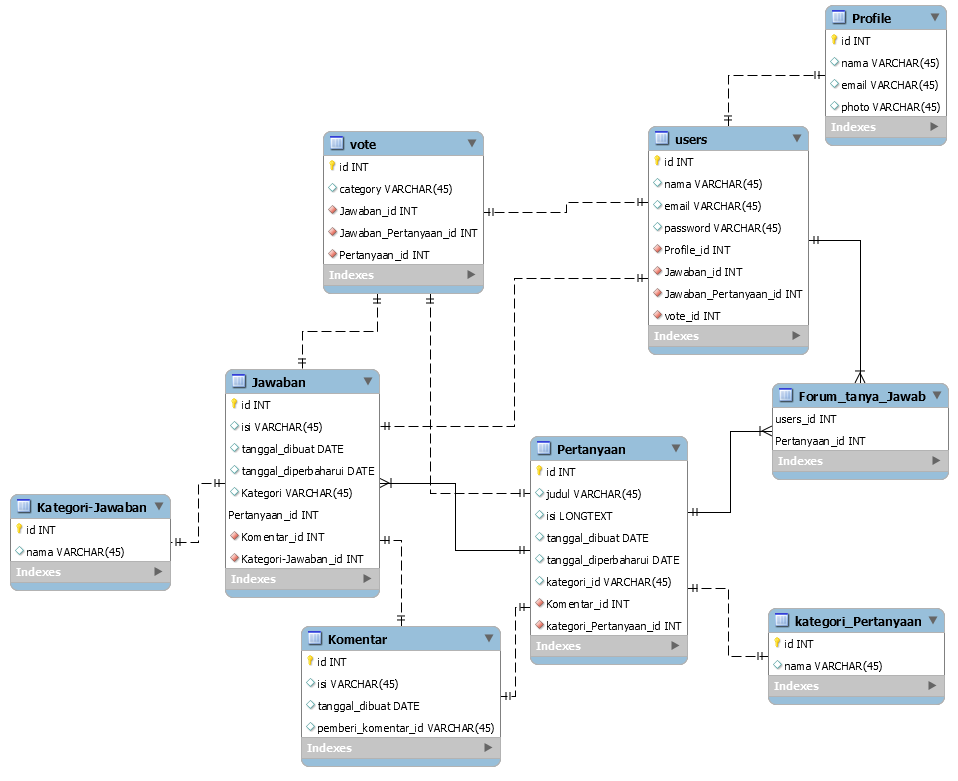 Profile
id INT
nama VARCHAR(45)
email VARCHAR(45)
photo VARCHAR(45)
Indexes
vote
id INT
category VARCHAR(45)
Jawaban_id INT
Jawaban_Pertanyaan_id INT
Pertanyaan_id INT
Indexes
users
id INT
nama VARCHAR(45)
email VARCHAR(45)
password VARCHAR(45)
Profile_id INT
Jawaban_id INT
Jawaban_Pertanyaan_id INT
vote_id INT
Indexes
Jawaban
id INT
isi VARCHAR(45)
tanggal_dibuat DATE
tanggal_diperbaharui DATE
Kategori VARCHAR(45)
Pertanyaan_id INT
Komentar_id INT
Kategori-Jawaban_id INT
Indexes
Forum_tanya_Jawab
users_id INT
Pertanyaan_id INT
Indexes
Pertanyaan
id INT
judul VARCHAR(45)
isi LONGTEXT
tanggal_dibuat DATE
tanggal_diperbaharui DATE
kategori_id VARCHAR(45)
Komentar_id INT
kategori_Pertanyaan_id INT
Indexes
Kategori-Jawaban
id INT
nama VARCHAR(45)
Indexes
kategori_Pertanyaan
id INT
nama VARCHAR(45)
Indexes
Komentar
id INT
isi VARCHAR(45)
tanggal_dibuat DATE
pemberi_komentar_id VARCHAR(45)
Indexes